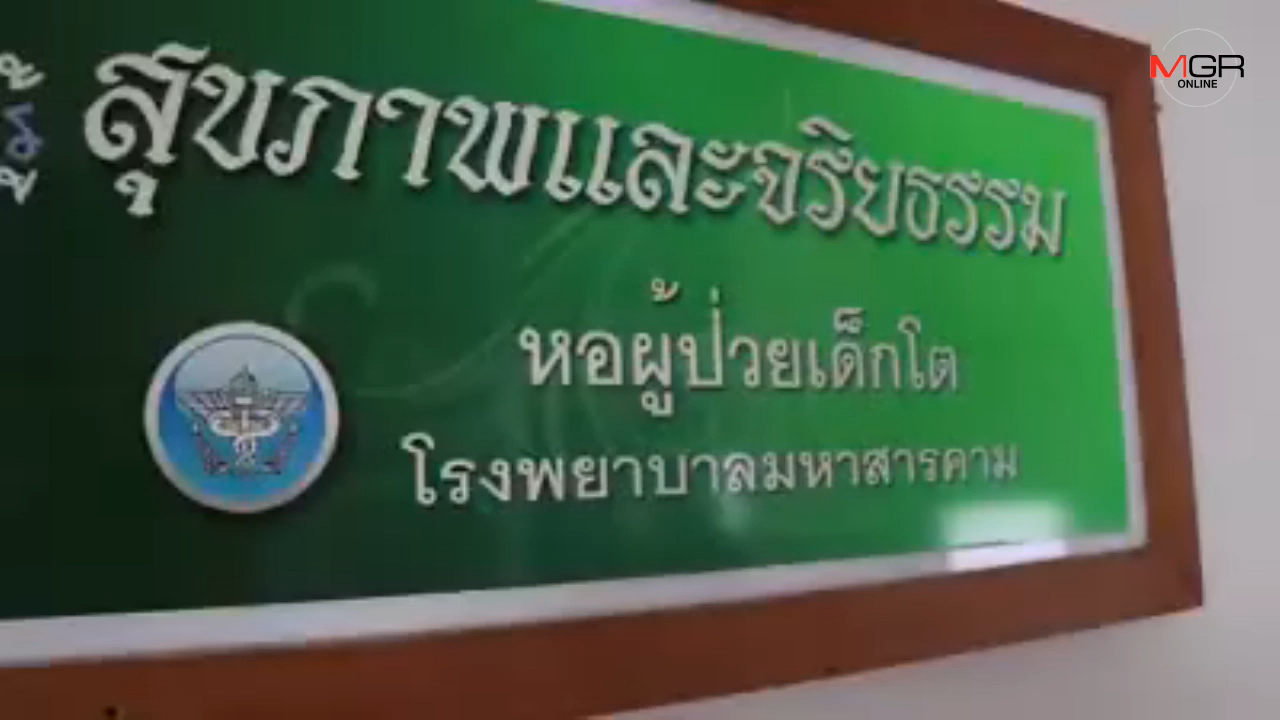 สุขภาพและจริยธรรม
หอผู้ป่วยเด็กโต
โรงพยาบาลมหาสารคาม
MGR
ONLINE